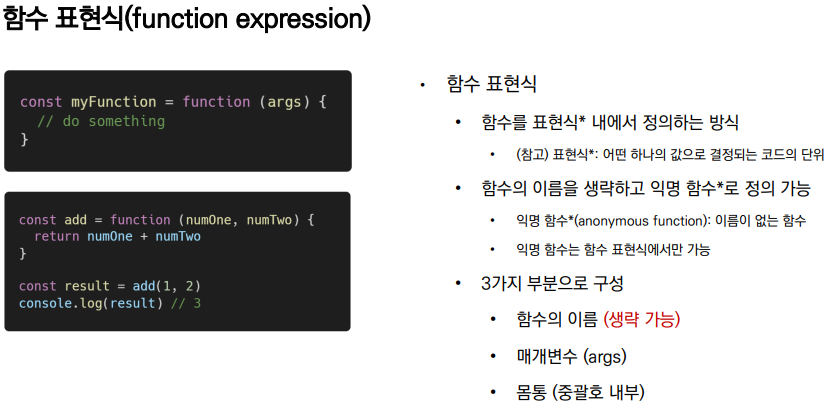 함수 표현식(function expression)
const myFunction = function (args) {
// do something
}
const add = function (numOne, numTwo) {
return numOne + numTwo
}
const result = add(1, 2)
console.log(result) // 3
• 함수 표현식
• 함수를 표현식* 내에서 정의하는 방식
• (참고) 표현식*: 어떤 하나의 값으로 결정되는 코드의 단위
• 함수의 이름을 생략하고 익명 함수*로 정의 가능
• 익명 함수*(anonymous function): 이름이 없는 함수
• 익명 함수는 함수 표현식에서만 가능
• 3가지 부분으로 구성
• 함수의 이름 (생략 가능)
• 매개변수 (args)
• 몸통 (중괄호 내부)